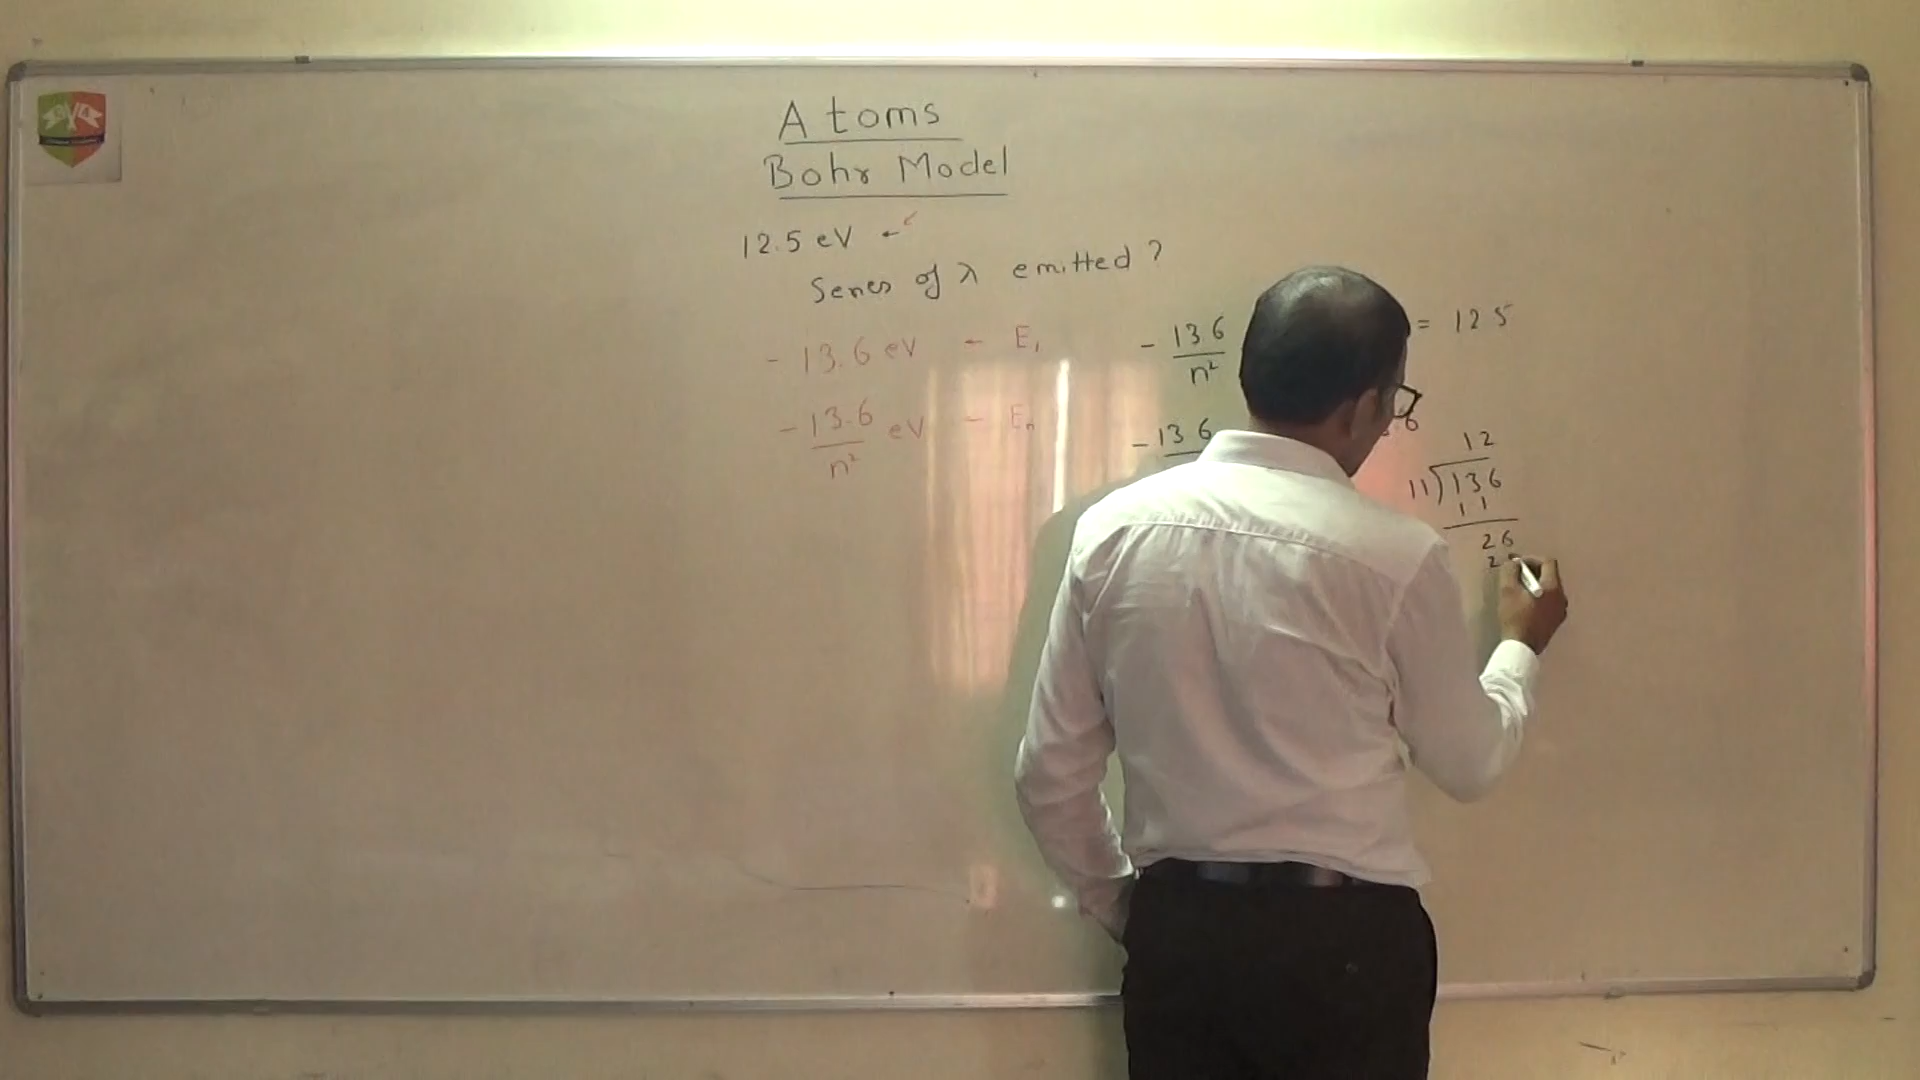 Atoms
Bohr Model
12.5 eV ←
Series of λ emitted ?
- 13.6 eV - E₁
- 13.6 / n² eV - Eₙ
- 13.6 / n² = 12.5
- 13.6
12
11 ) 136
11
26